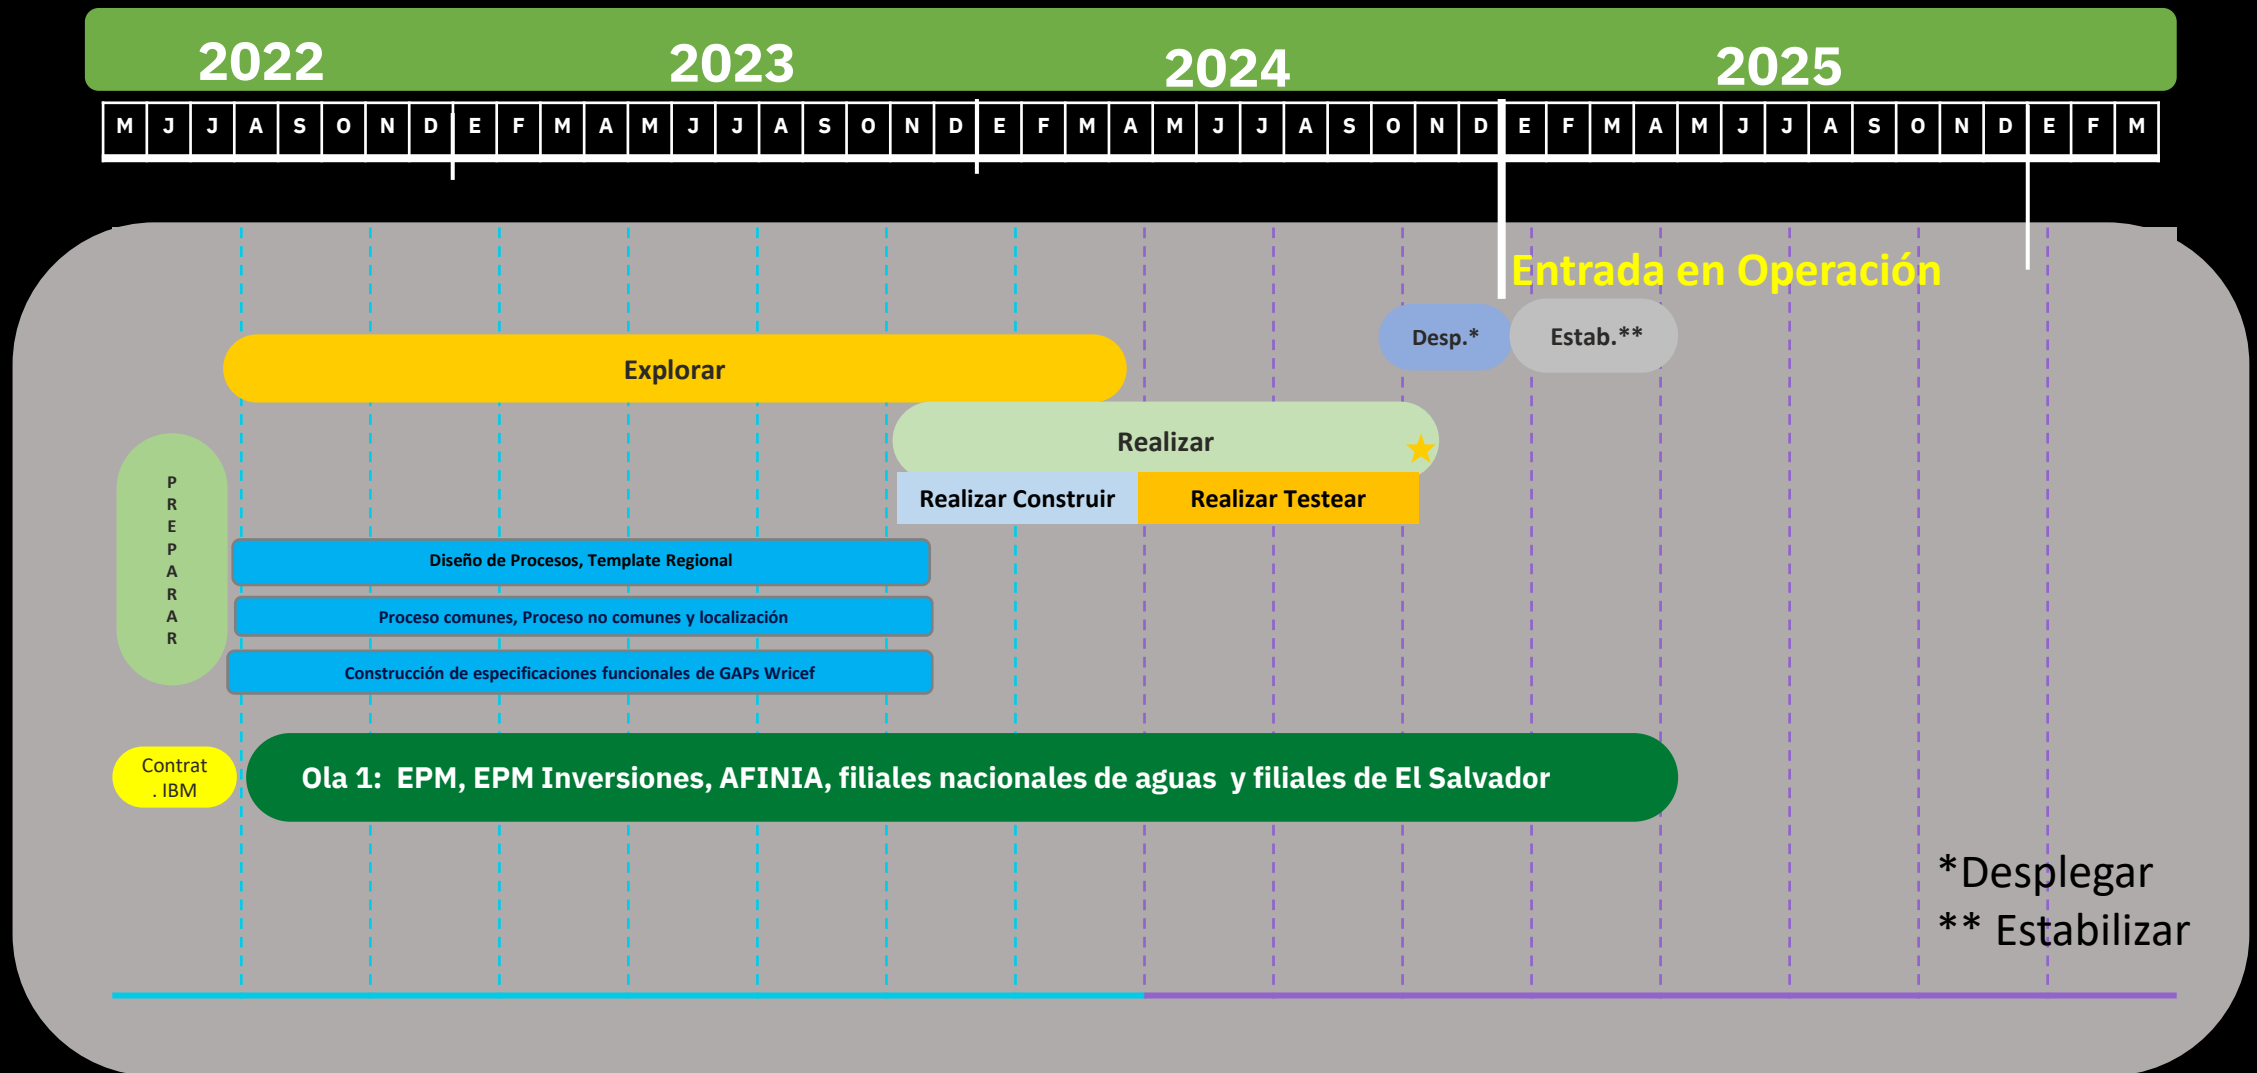 2022 2023 2024 2025
M J J A S O N D E F M A M J J A S O N D E F M A M J J A S O N D E F M A M J J A S O N D E F M
Entrada en Operación
Desp.* Estab.**
Explorar
Realizar
Realizar Construir Realizar Testear
P
R
E
P
A
R
A
R
Diseño de Procesos, Template Regional
Proceso comunes, Proceso no comunes y localización
Construcción de especificaciones funcionales de GAPs Wricef
Contrat
. IBM
Ola 1: EPM, EPM Inversiones, AFINIA, filiales nacionales de aguas y filiales de El Salvador
*Desplegar
** Estabilizar